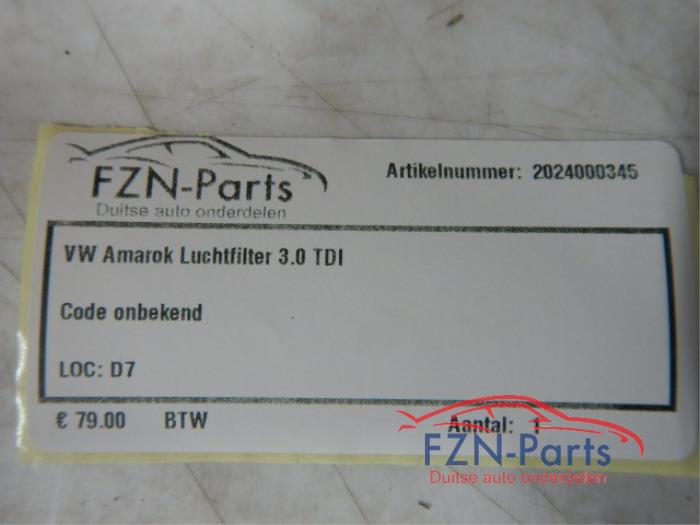 FZN-Parts
Duitse auto onderdelen
Artikelnummer: 2024000345
VW Amarok Luchtfilter 3.0 TDI
Code onbekend
LOC: D7
€ 79.00 BTW Aantal: 1
FZN-Parts
Duitse auto onderdelen